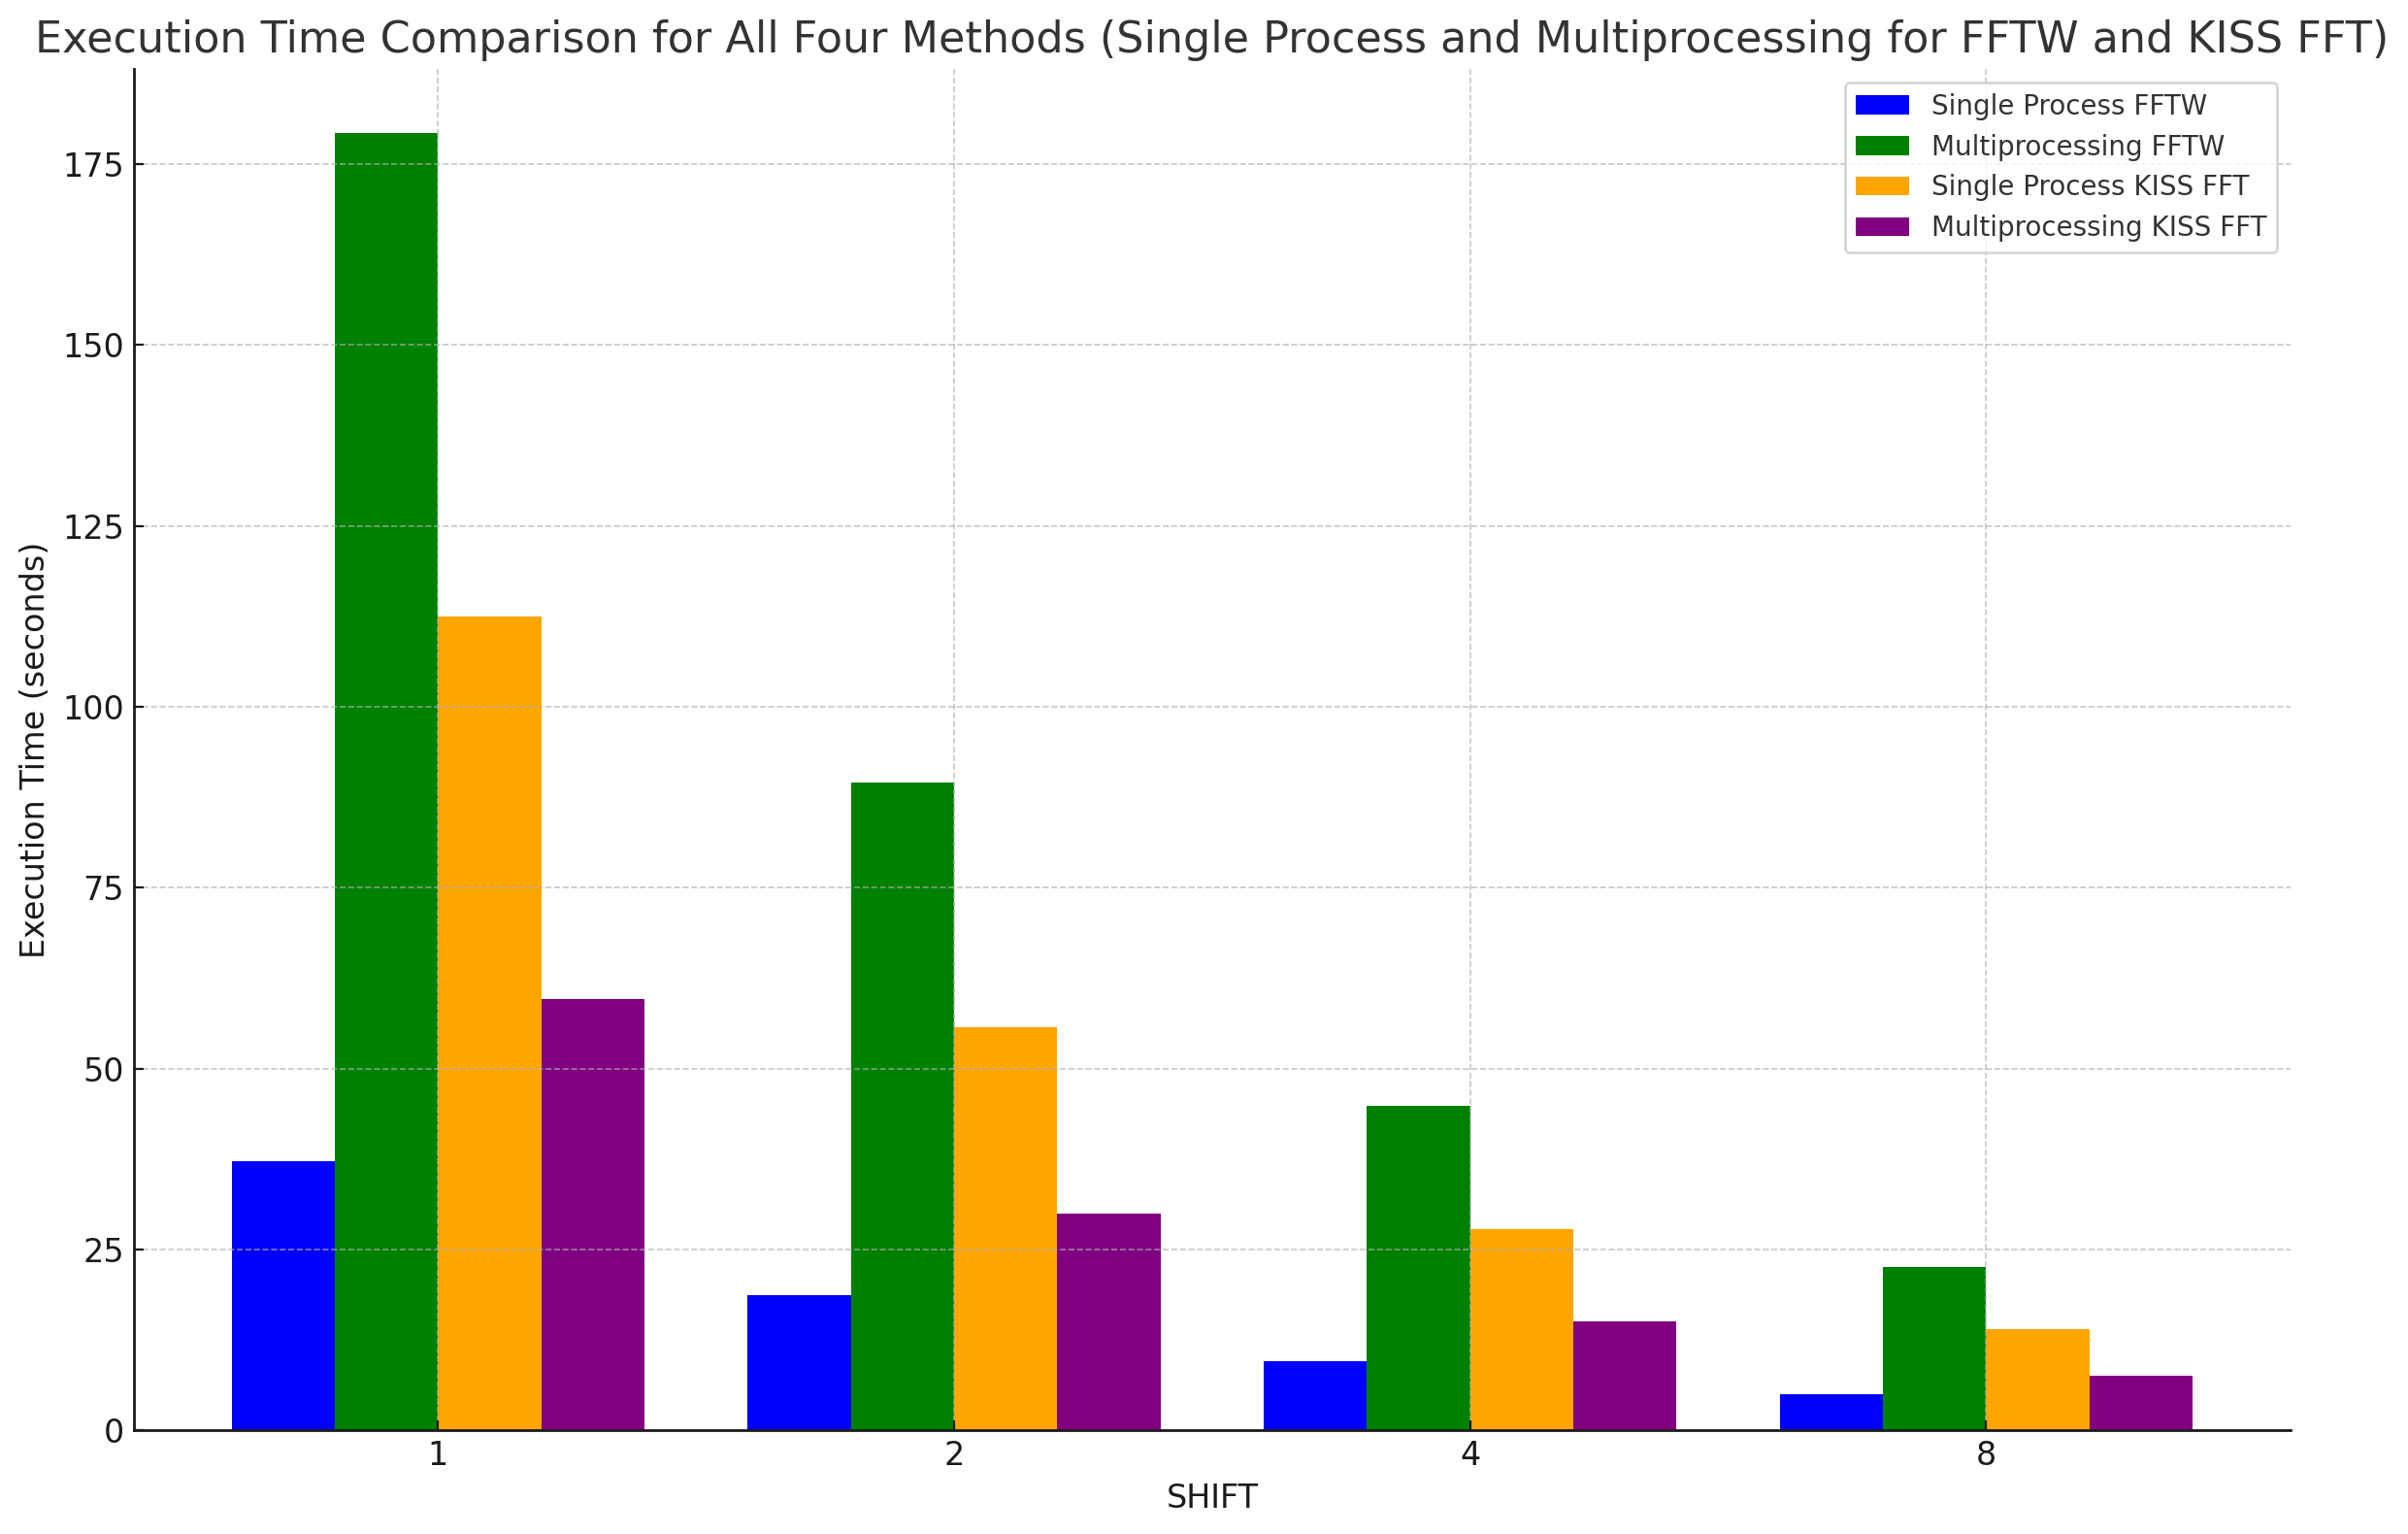 Execution Time Comparison for All Four Methods (Single Process and Multiprocessing for FFTW and KISS FFT)
Single Process FFTW
Multiprocessing FFTW
Single Process KISS FFT
Multiprocessing KISS FFT
Execution Time (seconds)
175
150
125
100
75
50
25
0
1 2 4 8
SHIFT